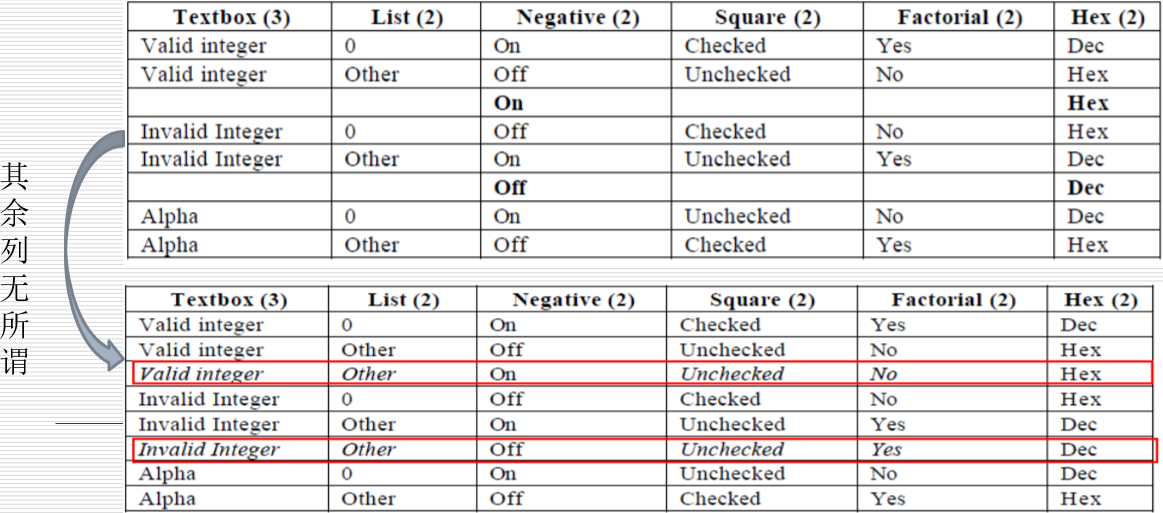 Textbox (3) List (2) Negative (2) Square (2) Factorial (2) Hex (2)
Valid integer 0 On Checked Yes Dec
Valid integer Other Off Unchecked No Hex
On Hex
Invalid Integer 0 Off Checked No Hex
Invalid Integer Other On Unchecked Yes Dec
Off Dec
Alpha 0 On Unchecked No Dec
Alpha Other Off Checked Yes Hex
其余列无所谓
Textbox (3) List (2) Negative (2) Square (2) Factorial (2) Hex (2)
Valid integer 0 On Checked Yes Dec
Valid integer Other Off Unchecked No Hex
Valid integer Other On Unchecked No Hex
Invalid Integer 0 Off Checked No Hex
Invalid Integer Other On Unchecked Yes Dec
Invalid Integer Other Off Unchecked Yes Dec
Alpha 0 On Unchecked No Dec
Alpha Other Off Checked Yes Hex